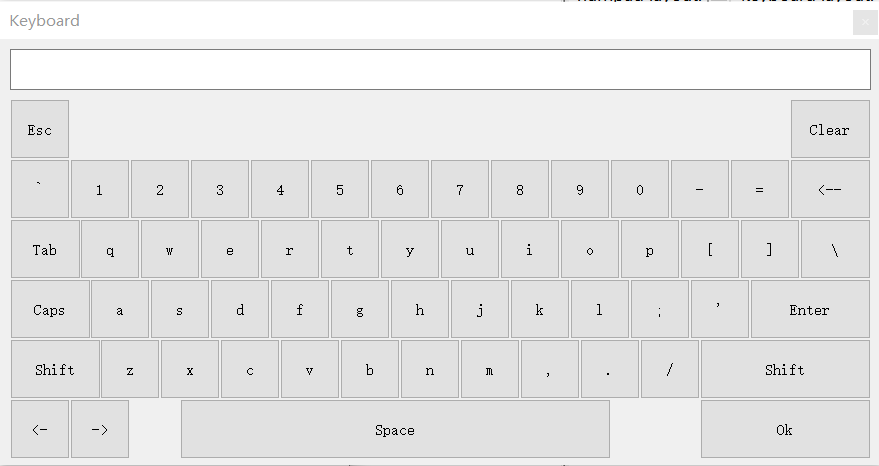 Keyboard
Esc Clear
` 1 2 3 4 5 6 7 8 9 0 - = <--
Tab q w e r t y u i o p [ ] \
Caps a s d f g h j k l ; ' Enter
Shift z x c v b n m , . / Shift
<- -> Space Ok